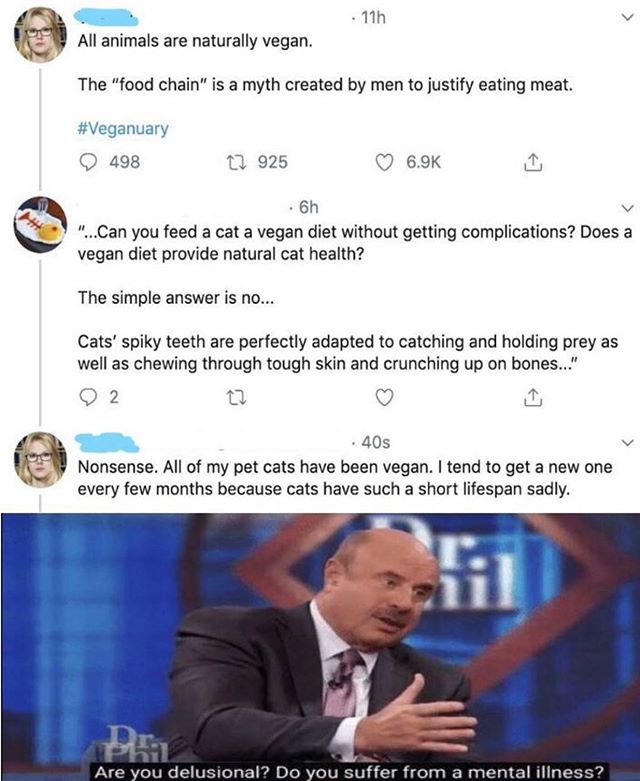 · 11h
All animals are naturally vegan.
The "food chain" is a myth created by men to justify eating meat.
#Veganuary
498 925 6.9K
· 6h
"...Can you feed a cat a vegan diet without getting complications? Does a
vegan diet provide natural cat health?
The simple answer is no...
Cats' spiky teeth are perfectly adapted to catching and holding prey as
well as chewing through tough skin and crunching up on bones..."
2
· 40s
Nonsense. All of my pet cats have been vegan. I tend to get a new one
every few months because cats have such a short lifespan sadly.
Dr.
Phil
Are you delusional? Do you suffer from a mental illness?